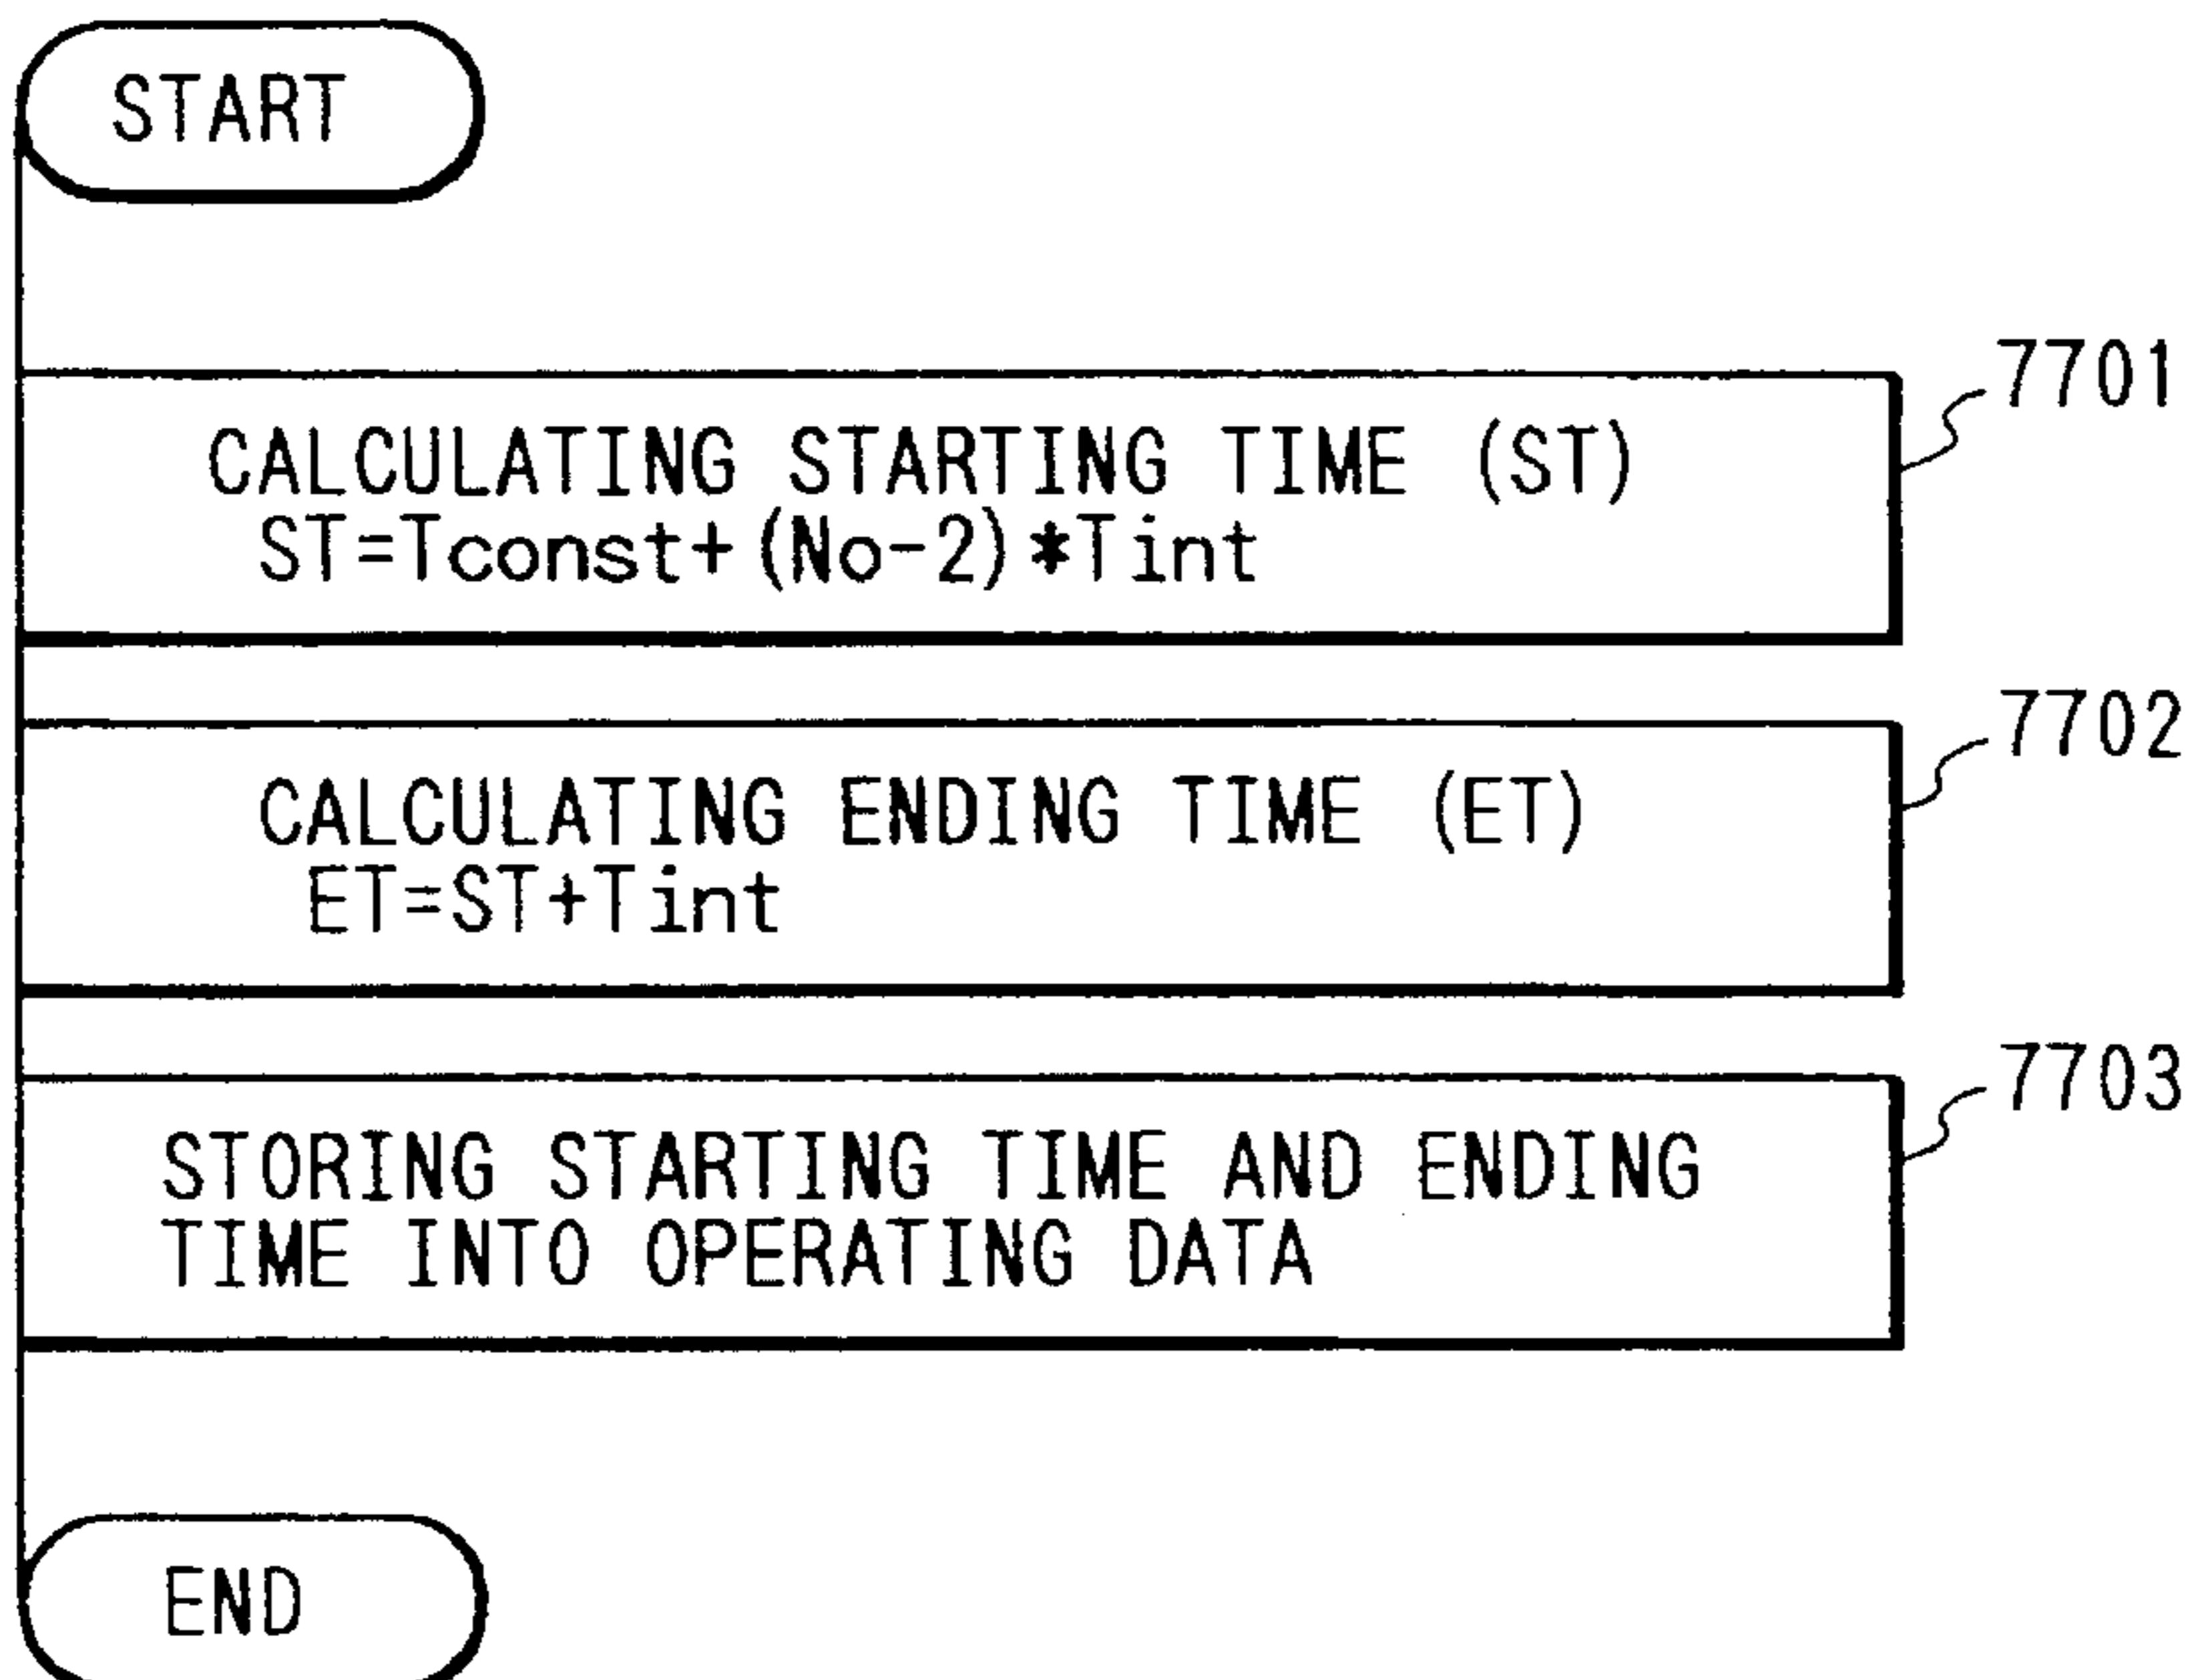 START
7701
CALCULATING STARTING TIME (ST)
ST=Tconst+(No-2)*Tint
7702
CALCULATING ENDING TIME (ET)
ET=ST+Tint
7703
STORING STARTING TIME AND ENDING
TIME INTO OPERATING DATA
END